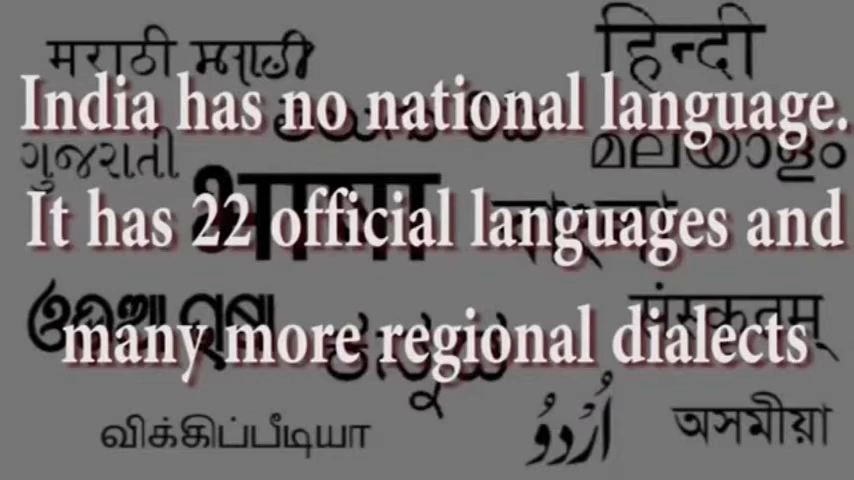 मराठी मराठी
हिन्दी
India has no national language.
ગુજરાતી
മലയാളം
भाषा
It has 22 official languages and
संस्कृतम्
many more regional dialects
விக்கிப்பீடியா
اُردُو
অসমীয়া